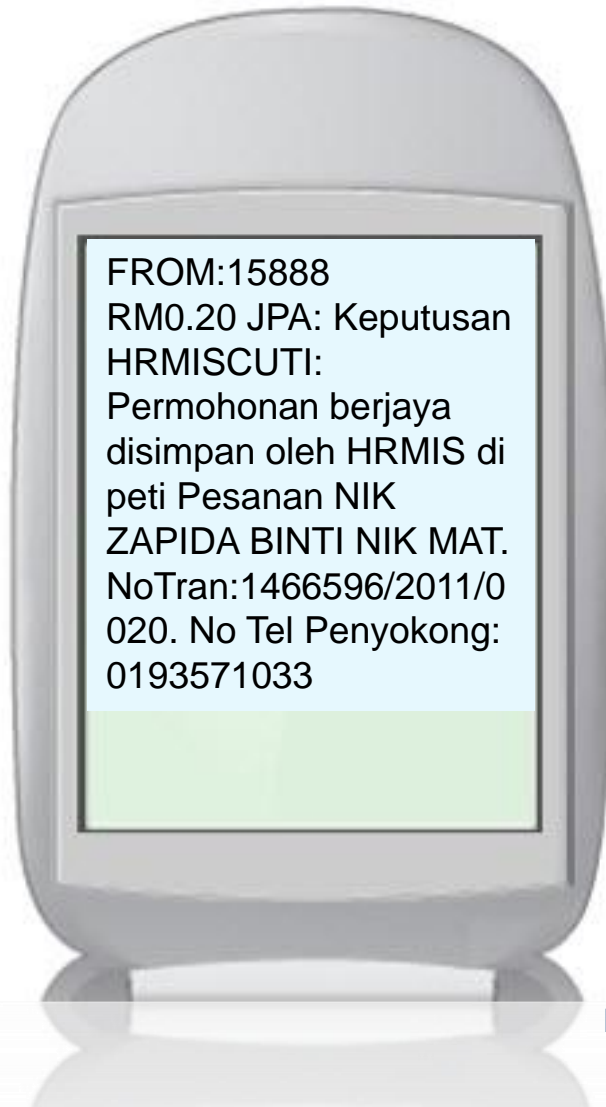 FROM:15888
RM0.20 JPA: Keputusan
HRMISCUTI:
Permohonan berjaya
disimpan oleh HRMIS di
peti Pesanan NIK
ZAPIDA BINTI NIK MAT.
NoTran:1466596/2011/0
020. No Tel Penyokong:
0193571033